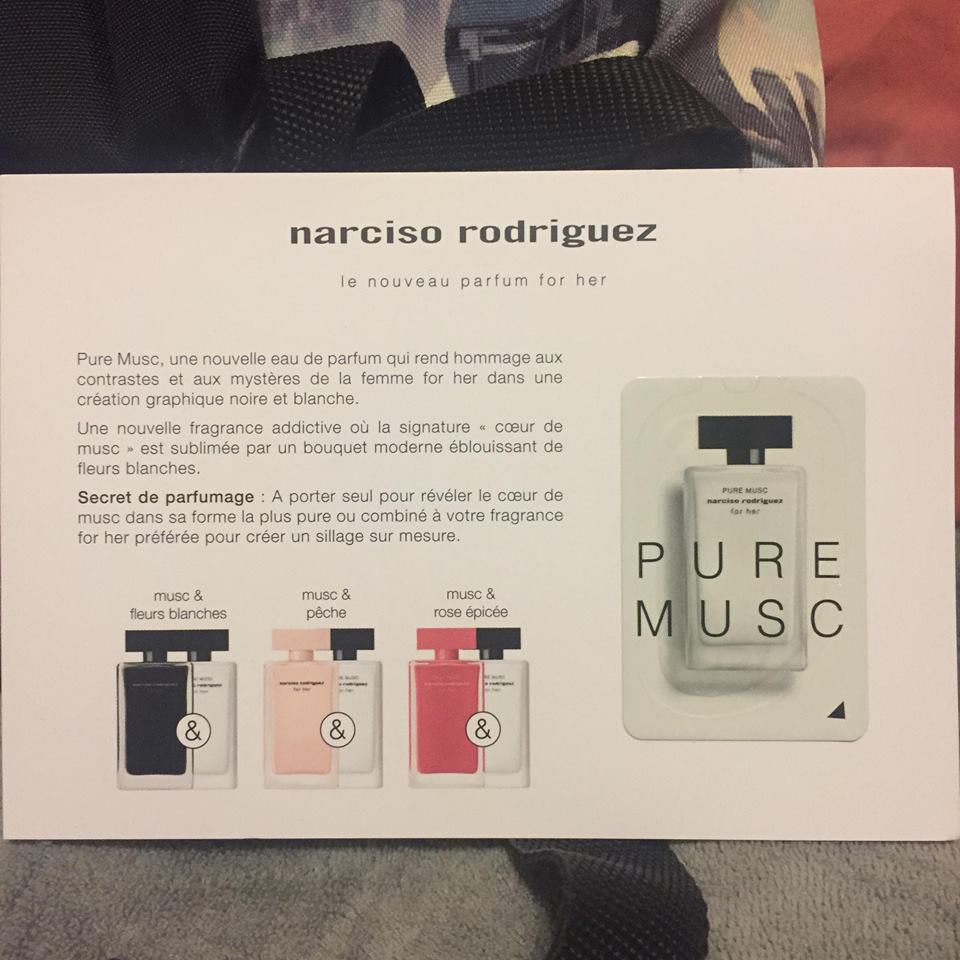 narciso rodriguez
le nouveau parfum for her
Pure Musc, une nouvelle eau de parfum qui rend hommage aux
contrastes et aux mystères de la femme for her dans une
création graphique noire et blanche.
Une nouvelle fragrance addictive où la signature « cœur de
musc » est sublimée par un bouquet moderne éblouissant de
fleurs blanches.
Secret de parfumage : A porter seul pour révéler le cœur de
musc dans sa forme la plus pure ou combiné à votre fragrance
for her préférée pour créer un sillage sur mesure.
musc &
fleurs blanches
musc &
pêche
musc &
rose épicée
&
narciso rodriguez
for her
&
&
PURE MUSC
narciso rodriguez
for her
PURE
MUSC